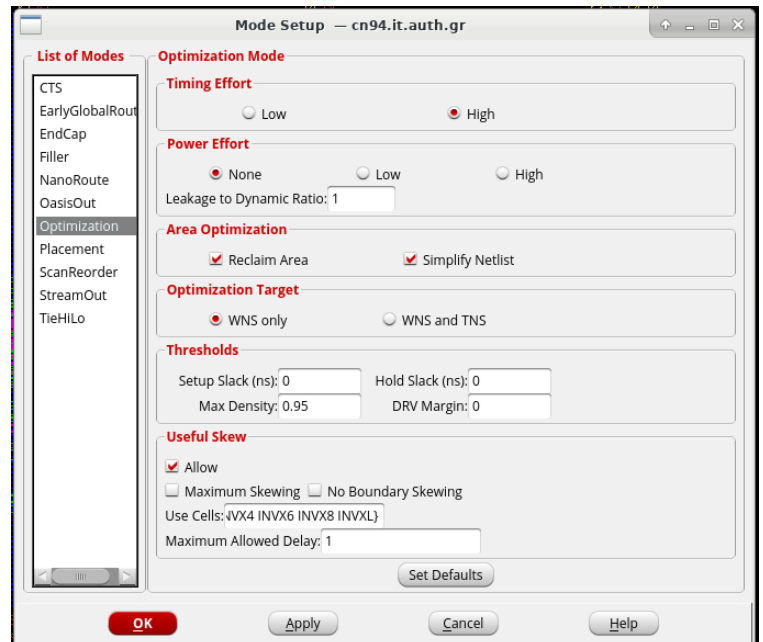 Mode Setup — cn94.it.auth.gr
List of Modes
CTS
EarlyGlobalRout
EndCap
Filler
NanoRoute
OasisOut
Optimization
Placement
ScanReorder
StreamOut
TieHiLo
Optimization Mode
Timing Effort
Low High
Power Effort
None Low High
Leakage to Dynamic Ratio: 1
Area Optimization
Reclaim Area Simplify Netlist
Optimization Target
WNS only WNS and TNS
Thresholds
Setup Slack (ns): 0 Hold Slack (ns): 0
Max Density: 0.95 DRV Margin: 0
Useful Skew
Allow
Maximum Skewing No Boundary Skewing
Use Cells: NVX4 INVX6 INVX8 INVXL}
Maximum Allowed Delay: 1
Set Defaults
OK Apply Cancel Help